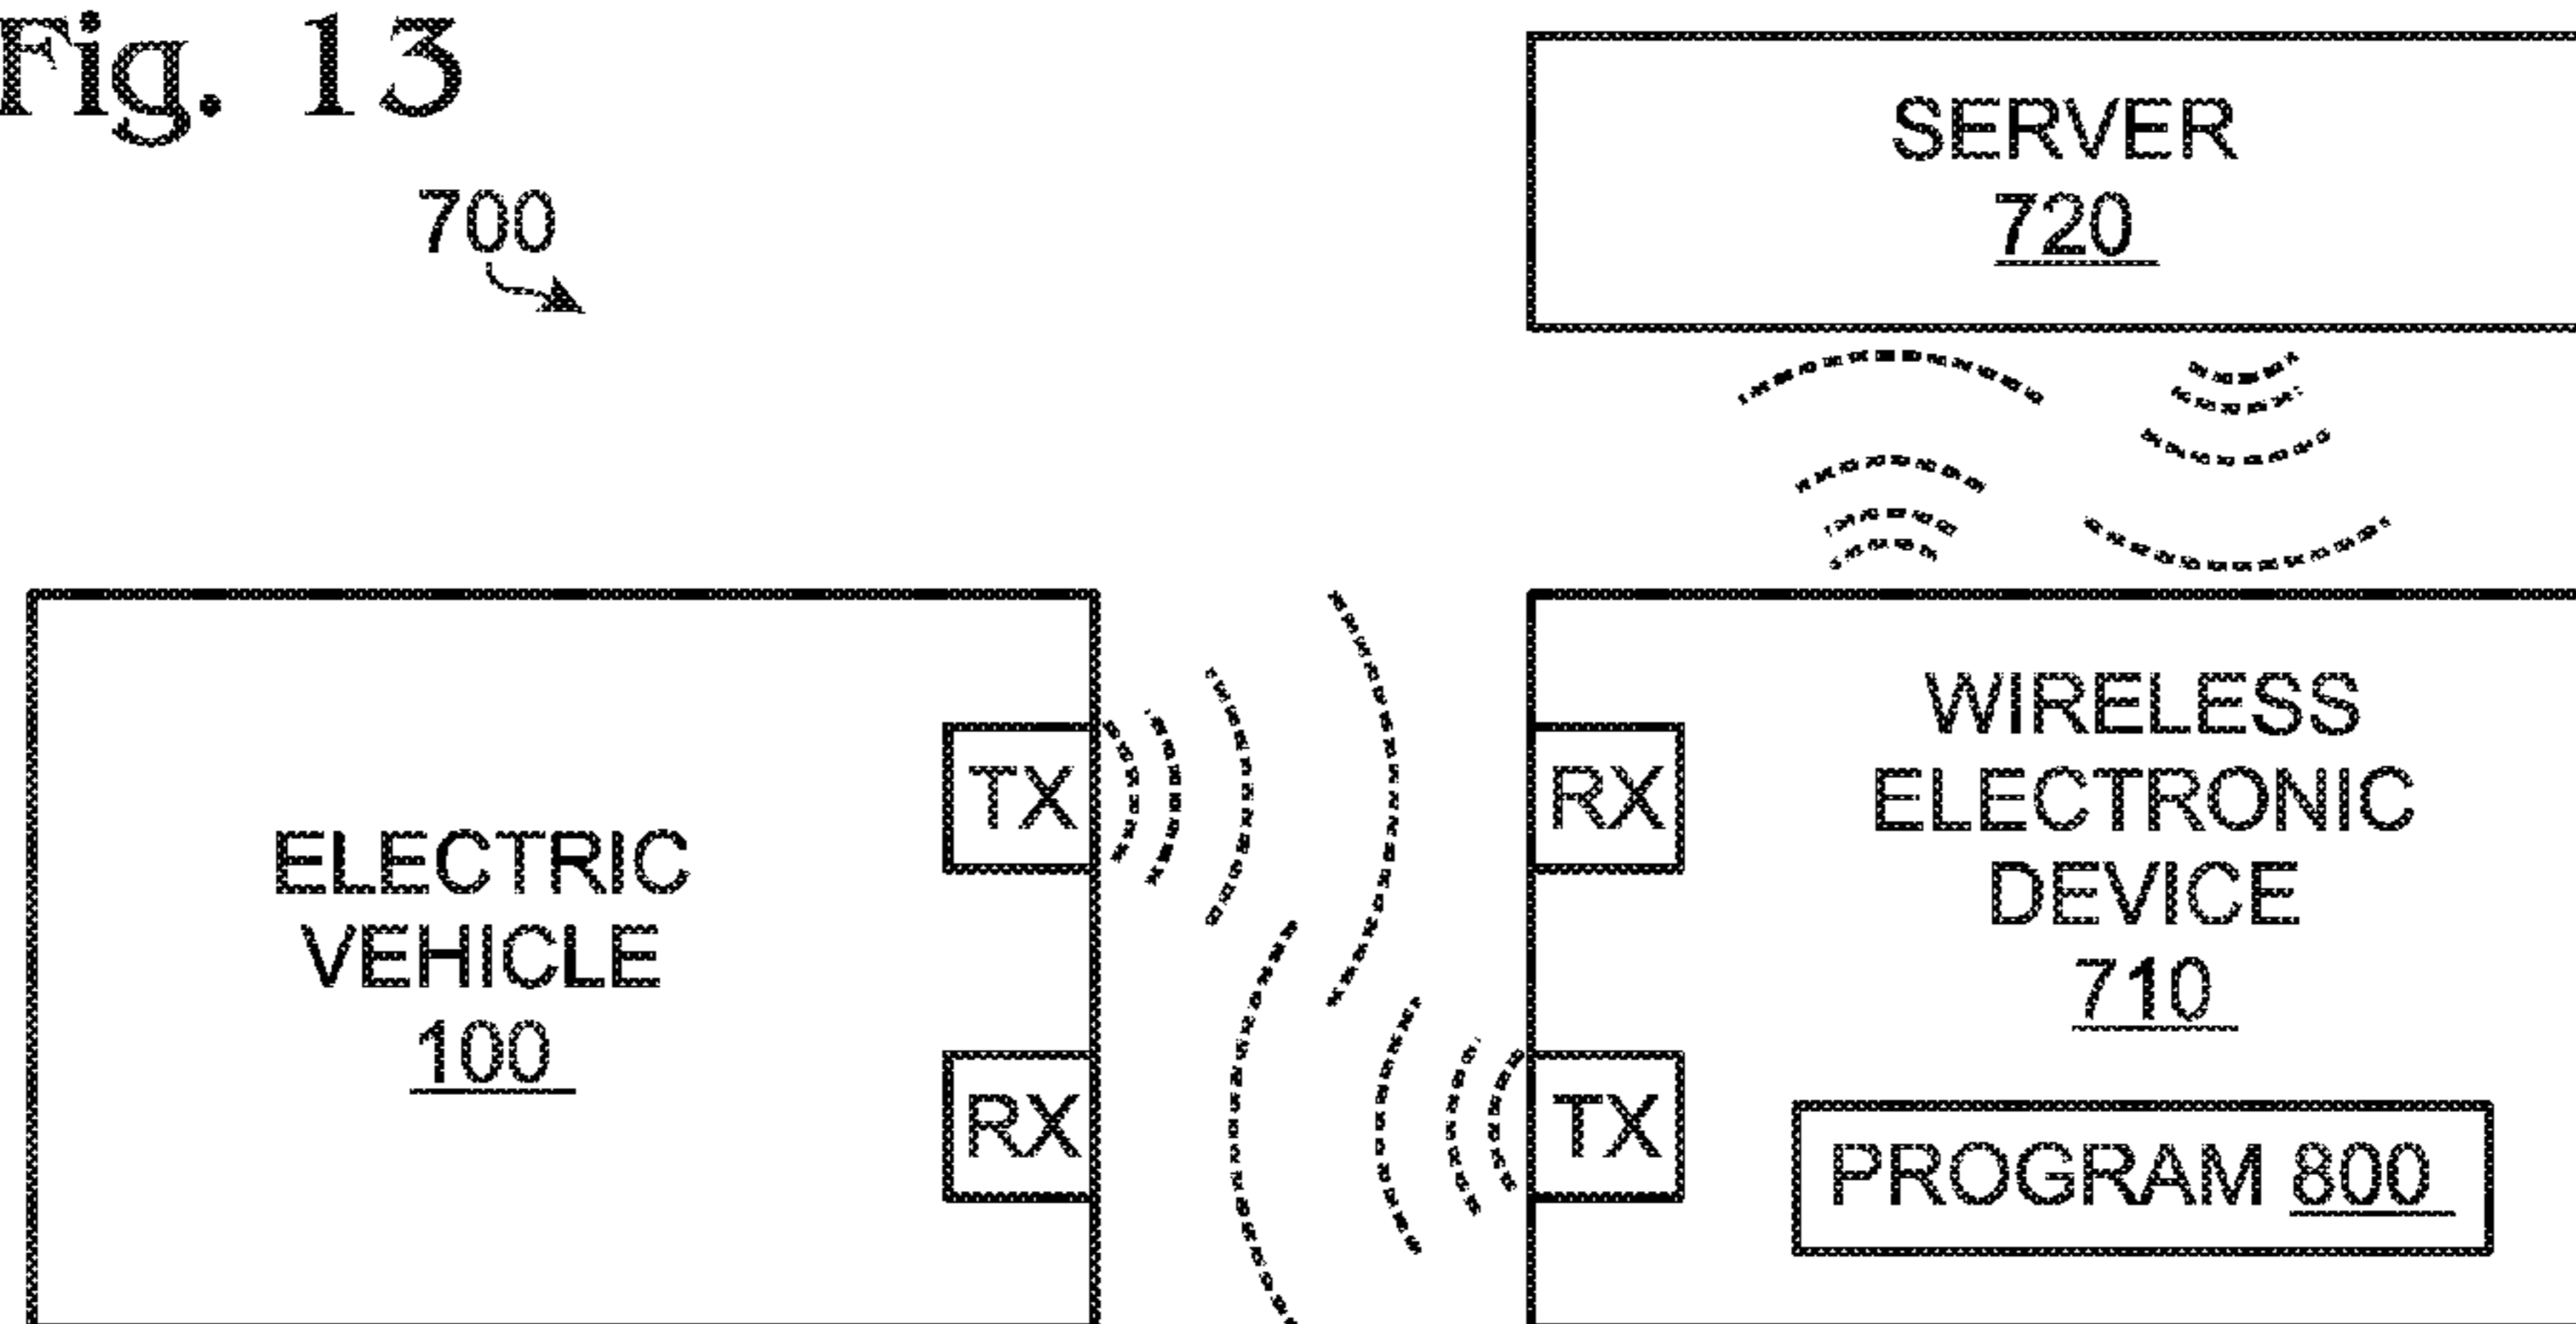 Fig. 13
700
SERVER
720
ELECTRIC
VEHICLE
100
TX
RX
RX
TX
WIRELESS
ELECTRONIC
DEVICE
710
PROGRAM 800